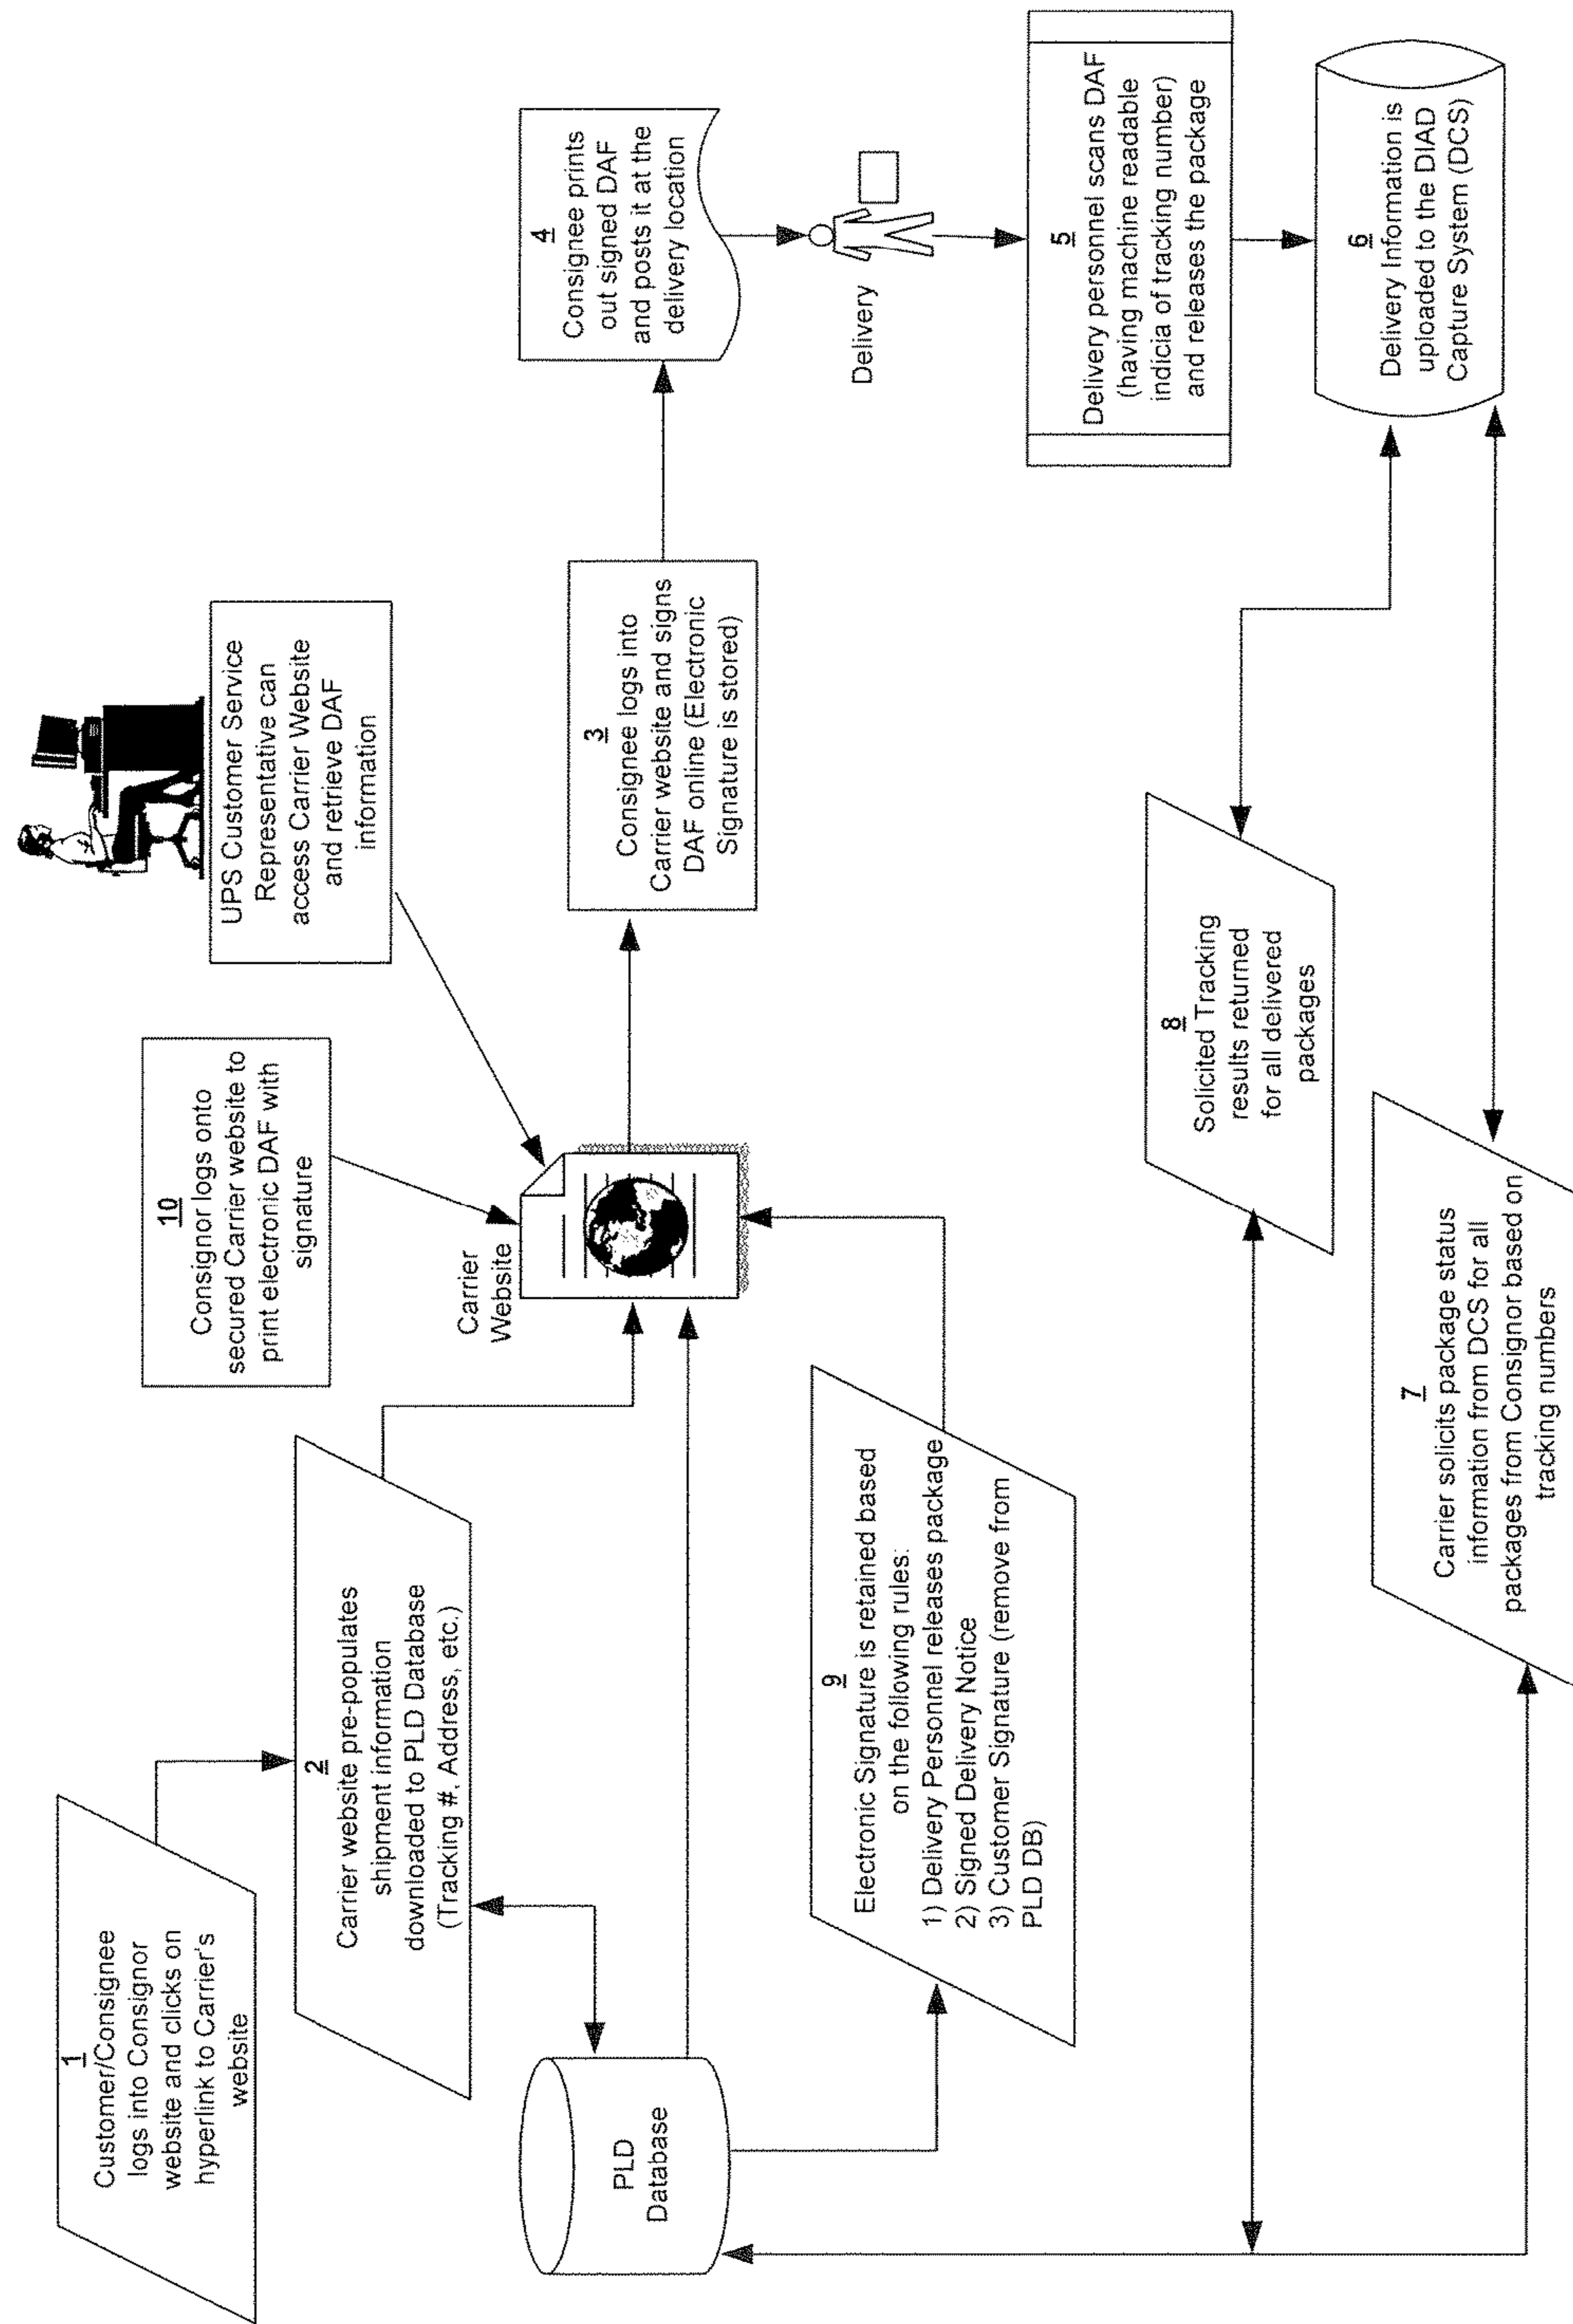 1
Customer/Consignee
logs into Consignor
website and clicks on
hyperlink to Carrier's
website
2
Carrier website pre-populates
shipment information
downloaded to PLD Database
(Tracking #, Address, etc.)
PLD
Database
10
Consignor logs onto
secured Carrier website to
print electronic DAF with
signature
UPS Customer Service
Representative can
access Carrier Website
and retrieve DAF
information
Carrier
Website
3
Consignee logs into
Carrier website and signs
DAF online (Electronic
Signature is stored)
4
Consignee prints
out signed DAF
and posts it at the
delivery location
Delivery
5
Delivery personnel scans DAF
(having machine readable
indicia of tracking number)
and releases the package
6
Delivery Information is
uploaded to the DIAD
Capture System (DCS)
9
Electronic Signature is retained based
on the following rules:
1) Delivery Personnel releases package
2) Signed Delivery Notice
3) Customer Signature (remove from
PLD DB)
8
Solicited Tracking
results returned
for all delivered
packages
7
Carrier solicits package status
information from DCS for all
packages from Consignor based on
tracking numbers